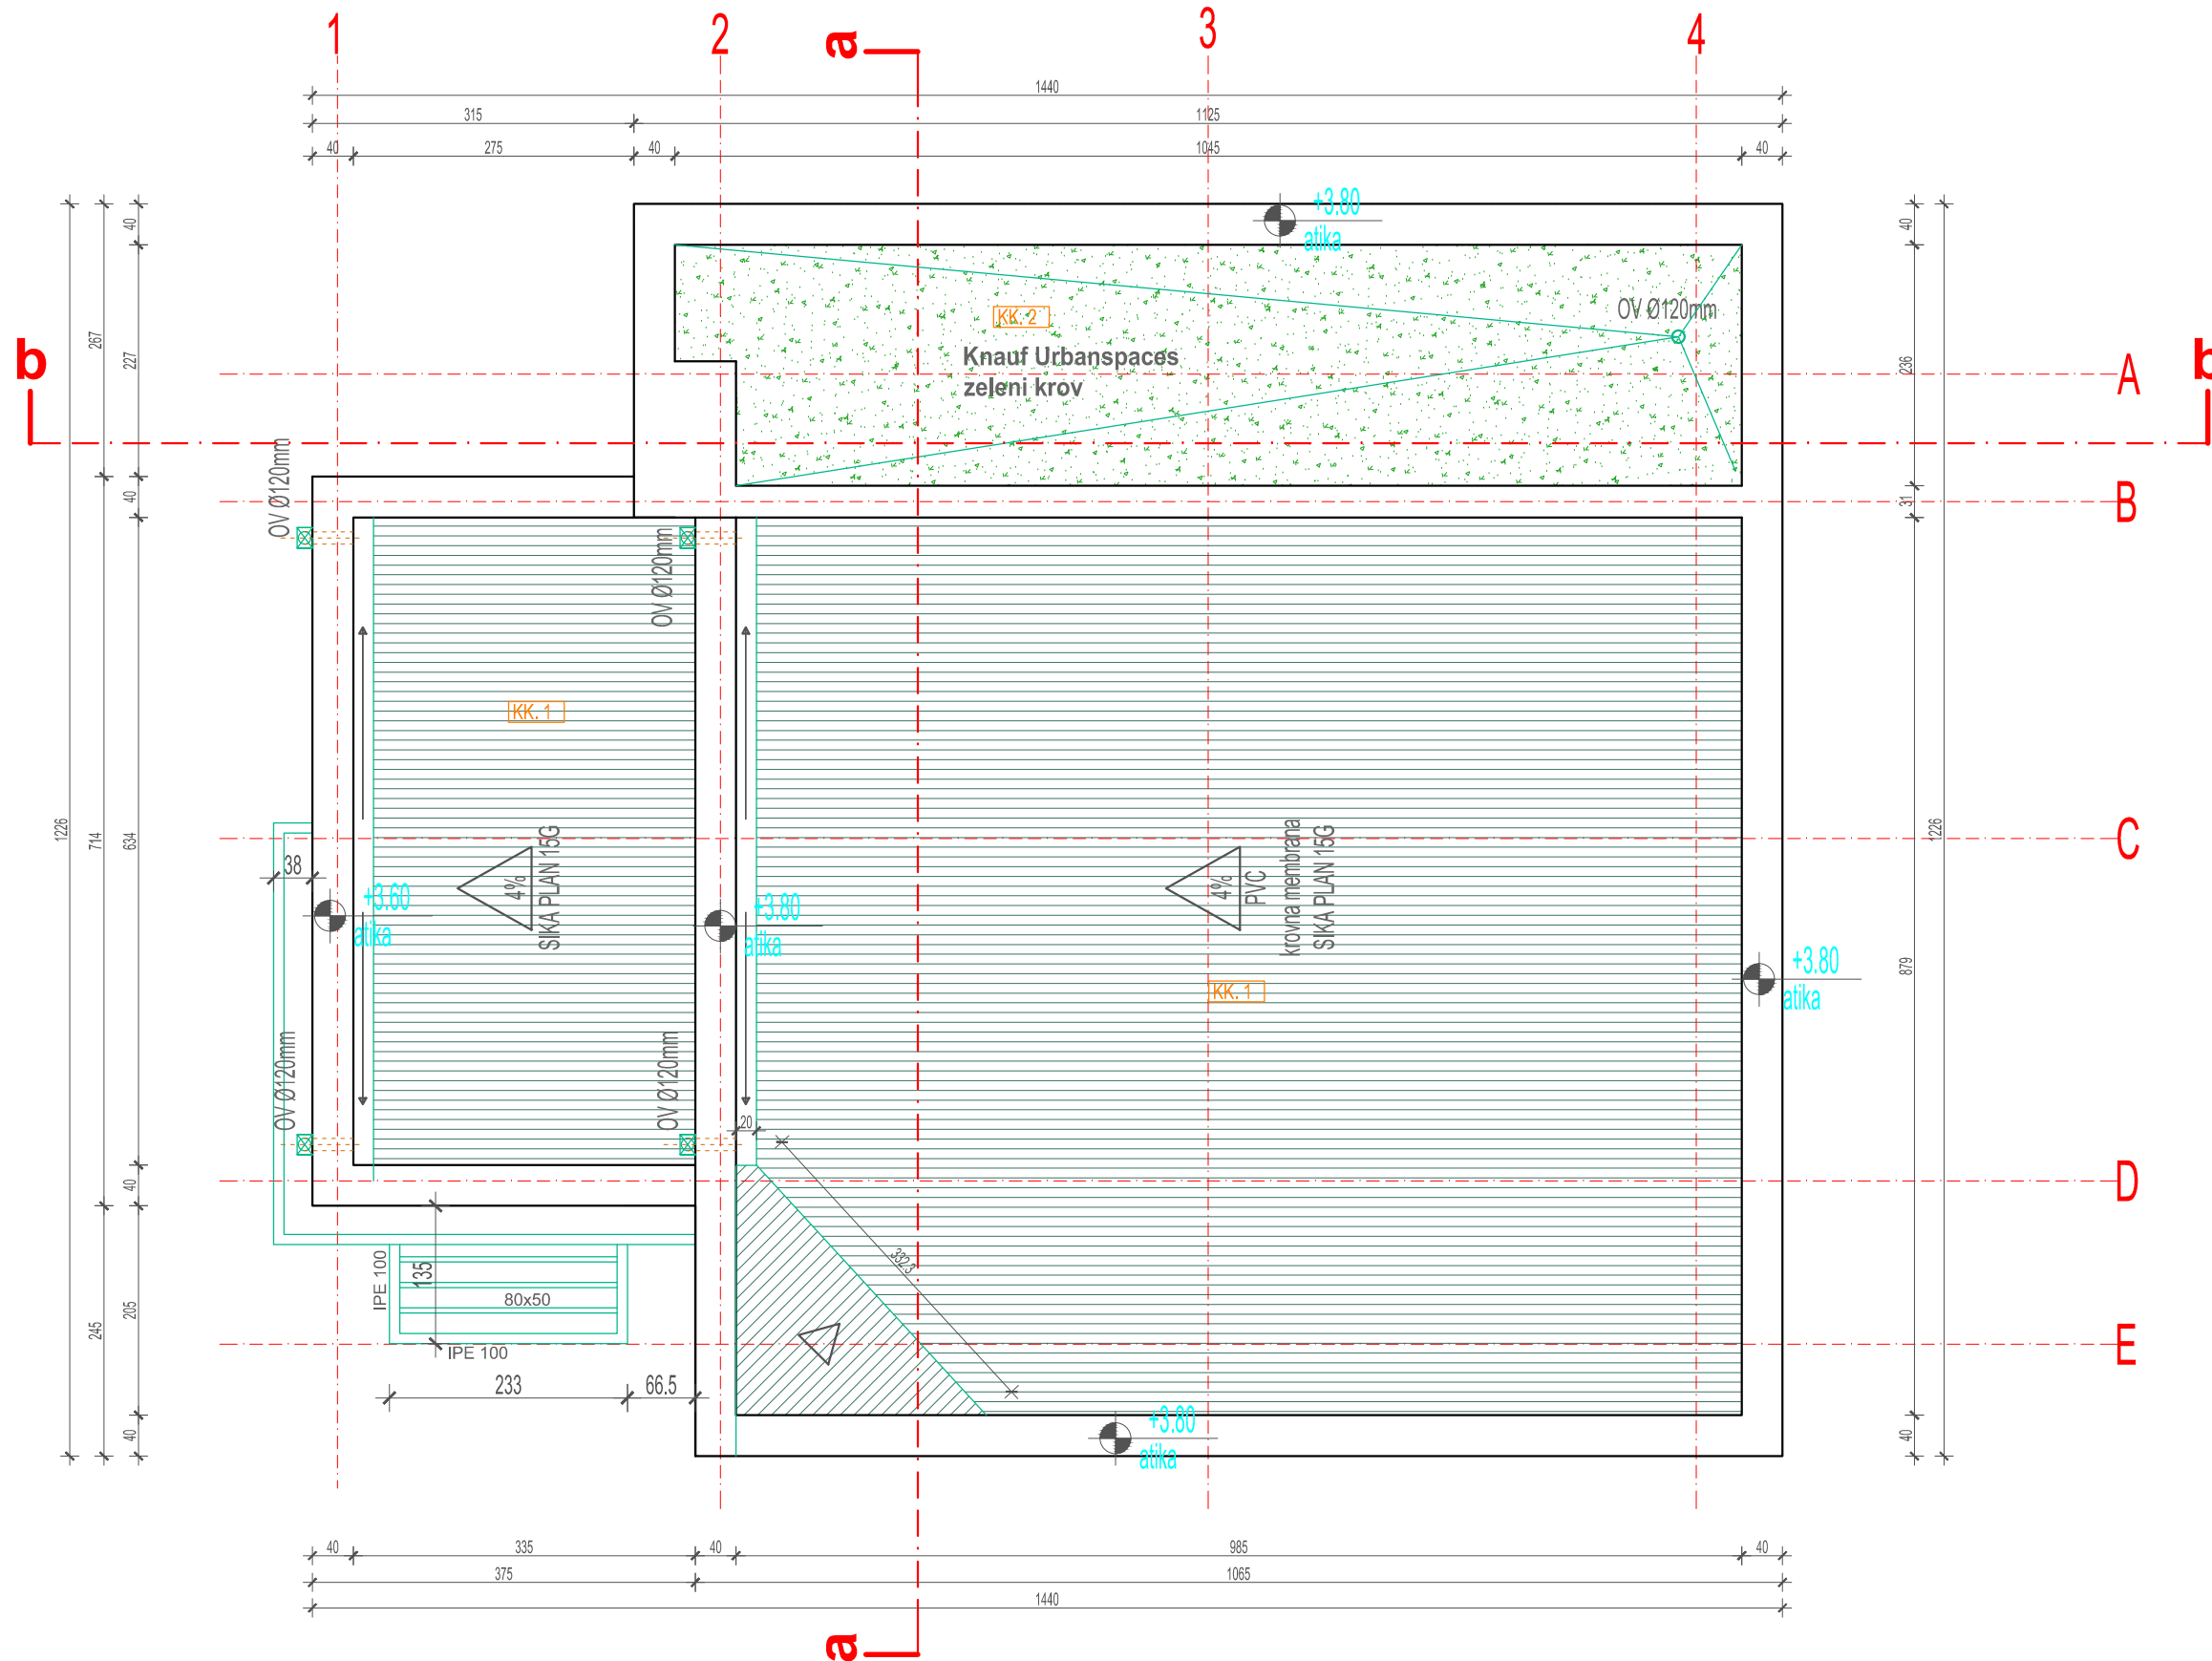 1
2
a
3
4
1440
315
1125
40
275
40
1045
40
+3.80
atika
40
267
227
40
40
236
31
KK. 2
OV Ø120mm
Knauf Urbanspaces
zeleni krov
b
b
A
B
OV Ø120mm
OV Ø120mm
KK. 1
1226
714
634
1226
879
C
38
4%
SIKA PLAN 15G
4%
PVC
krovna membrana
SIKA PLAN 15G
+3.60
atika
+3.80
atika
+3.80
atika
KK. 1
OV Ø120mm
OV Ø120mm
20
D
40
332.3
IPE 100
135
80x50
IPE 100
245
205
E
233
66.5
+3.80
atika
40
40
40
335
40
985
40
375
1065
1440
a